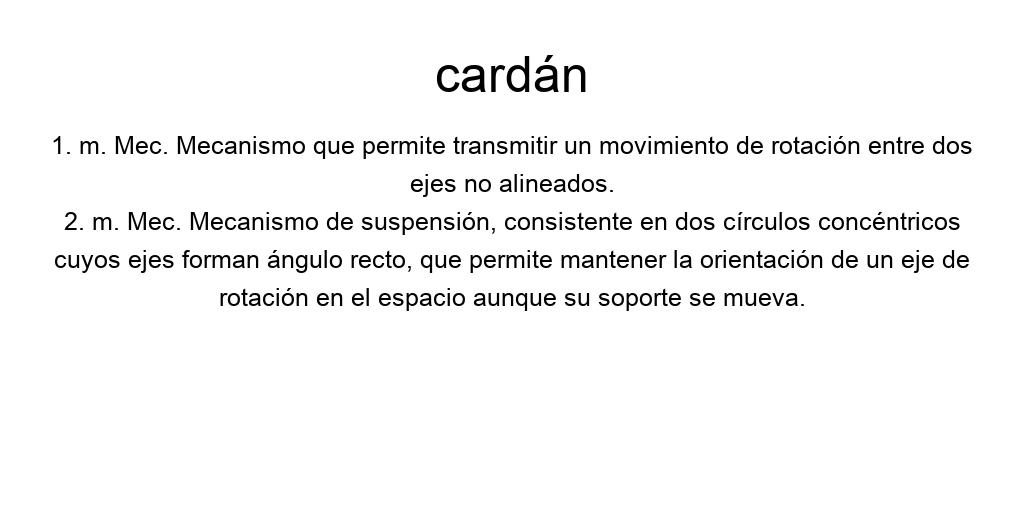 cardán
1. m. Mec. Mecanismo que permite transmitir un movimiento de rotación entre dos
ejes no alineados.
2. m. Mec. Mecanismo de suspensión, consistente en dos círculos concéntricos
cuyos ejes forman ángulo recto, que permite mantener la orientación de un eje de
rotación en el espacio aunque su soporte se mueva.